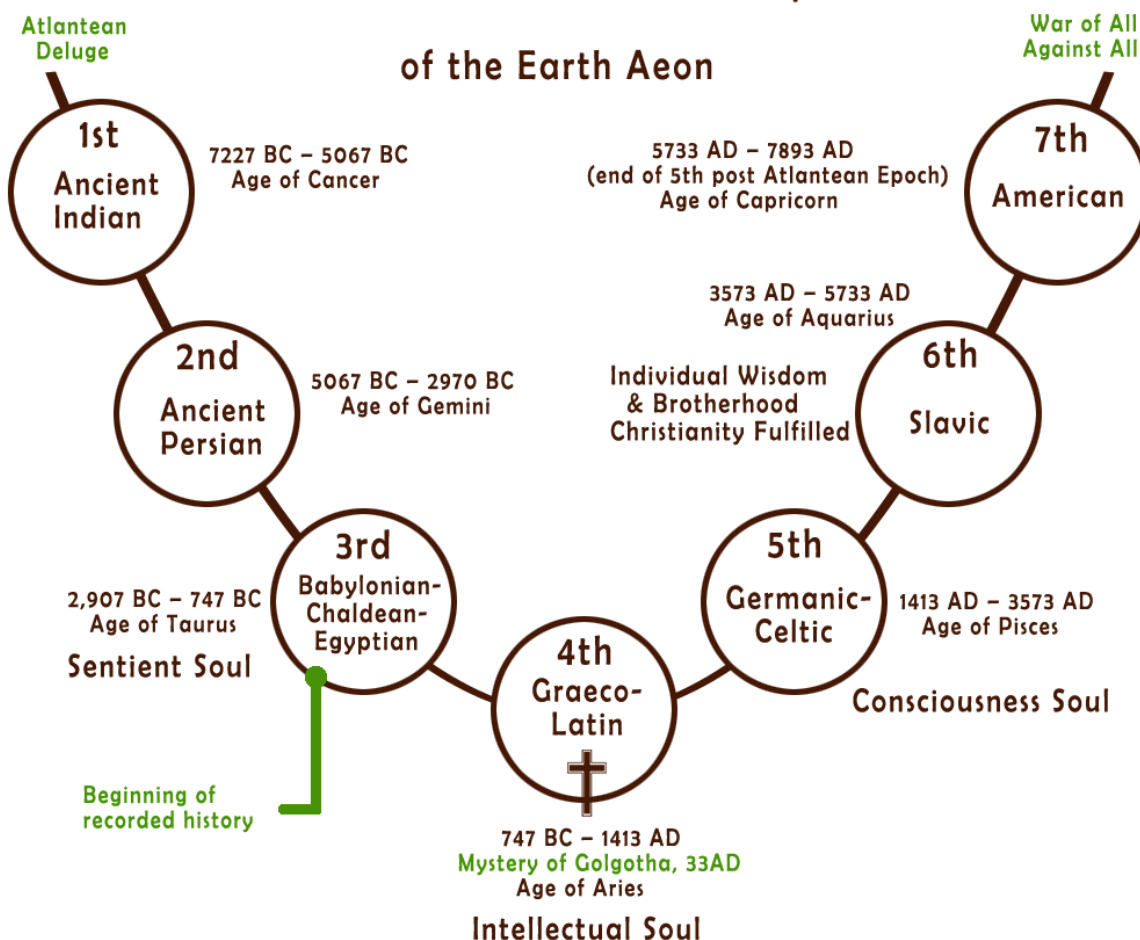 of the Earth Aeon
Atlantean
Deluge
1st
Ancient
Indian
7227 BC – 5067 BC
Age of Cancer
2nd
Ancient
Persian
5067 BC – 2970 BC
Age of Gemini
3rd
Babylonian-
Chaldean-
Egyptian
2,907 BC – 747 BC
Age of Taurus
Sentient Soul
Beginning of
recorded history
4th
Graeco-
Latin
747 BC – 1413 AD
Mystery of Golgotha, 33AD
Age of Aries
Intellectual Soul
5th
Germanic-
Celtic
1413 AD – 3573 AD
Age of Pisces
Consciousness Soul
6th
Slavic
3573 AD – 5733 AD
Age of Aquarius
Individual Wisdom
& Brotherhood
Christianity Fulfilled
7th
American
5733 AD – 7893 AD
(end of 5th post Atlantean Epoch)
Age of Capricorn
War of All
Against All